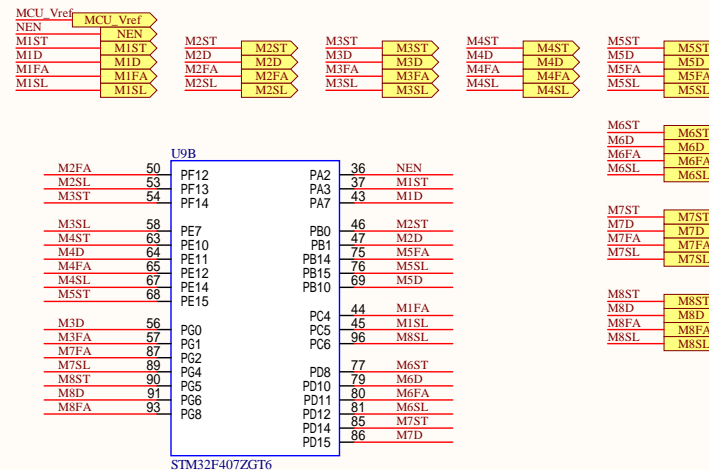 MCU_Vref MCU_Vref
NEN NEN
M1ST M1ST
M1D M1D
M1FA M1FA
M1SL M1SL
M2ST M2ST
M2D M2D
M2FA M2FA
M2SL M2SL
M3ST M3ST
M3D M3D
M3FA M3FA
M3SL M3SL
M4ST M4ST
M4D M4D
M4FA M4FA
M4SL M4SL
M5ST M5ST
M5D M5D
M5FA M5FA
M5SL M5SL
M6ST M6ST
M6D M6D
M6FA M6FA
M6SL M6SL
M7ST M7ST
M7D M7D
M7FA M7FA
M7SL M7SL
M8ST M8ST
M8D M8D
M8FA M8FA
M8SL M8SL
U9B
M2FA 50 PF12
M2SL 53 PF13
M3ST 54 PF14
M3SL 58 PE7
M4ST 63 PE10
M4D 64 PE11
M4FA 65 PE12
M4SL 67 PE14
M5ST 68 PE15
M3D 56 PG0
M3FA 57 PG1
M7FA 87 PG2
M7SL 89 PG4
M8ST 90 PG5
M8D 91 PG6
M8FA 93 PG8
PA2 36 NEN
PA3 37 M1ST
PA7 43 M1D
PB0 46 M2ST
PB1 47 M2D
PB14 75 M5FA
PB15 76 M5SL
PB10 69 M5D
PC4 44 M1FA
PC5 45 M1SL
PC6 96 M8SL
PD8 77 M6ST
PD10 79 M6D
PD11 80 M6FA
PD12 81 M6SL
PD14 85 M7ST
PD15 86 M7D
STM32F407ZGT6